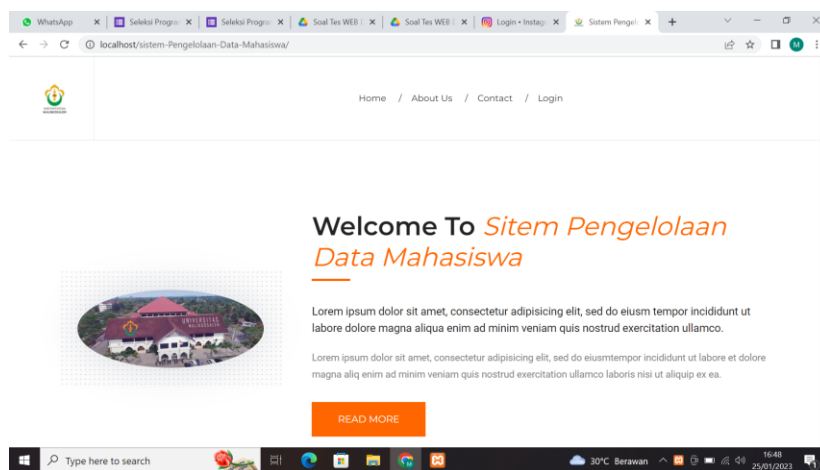 WhatsApp
Seleksi Progra
Seleksi Progra
Soal Tes WEB
Soal Tes WEB
Login • Instag
Sistem Pengel
localhost/sistem-Pengelolaan-Data-Mahasiswa/
M
Home / About Us / Contact / Login
Welcome To Sitem Pengelolaan
Data Mahasiswa
UNIVERSITAS
MALIKUSSALEH
Lorem ipsum dolor sit amet, consectetur adipisicing elit, sed do eiusm tempor incididunt ut
labore dolore magna aliqua enim ad minim veniam quis nostrud exercitation ullamco.
Lorem ipsum dolor sit amet, consectetur adipisicing elit, sed do eiusmtempor incididunt ut labore et dolore
magna aliq enim ad minim veniam quis nostrud exercitation ullamco laboris nisi ut aliquip ex ea.
READ MORE
Type here to search
30°C Berawan
16:48
25/01/2023